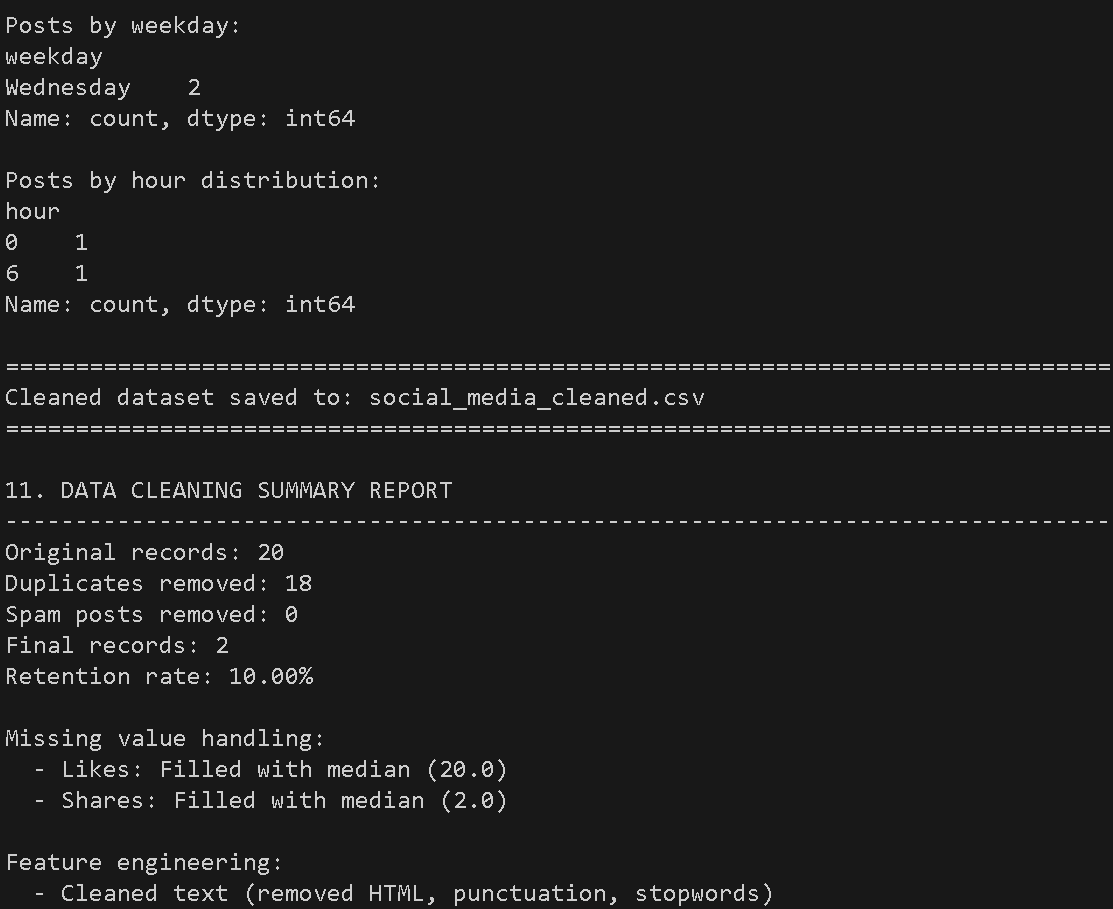 Posts by weekday:
weekday
Wednesday    2
Name: count, dtype: int64

Posts by hour distribution:
hour
0    1
6    1
Name: count, dtype: int64

===============================================================================
Cleaned dataset saved to: social_media_cleaned.csv
===============================================================================

11. DATA CLEANING SUMMARY REPORT
-------------------------------------------------------------------------------
Original records: 20
Duplicates removed: 18
Spam posts removed: 0
Final records: 2
Retention rate: 10.00%

Missing value handling:
  - Likes: Filled with median (20.0)
  - Shares: Filled with median (2.0)

Feature engineering:
  - Cleaned text (removed HTML, punctuation, stopwords)